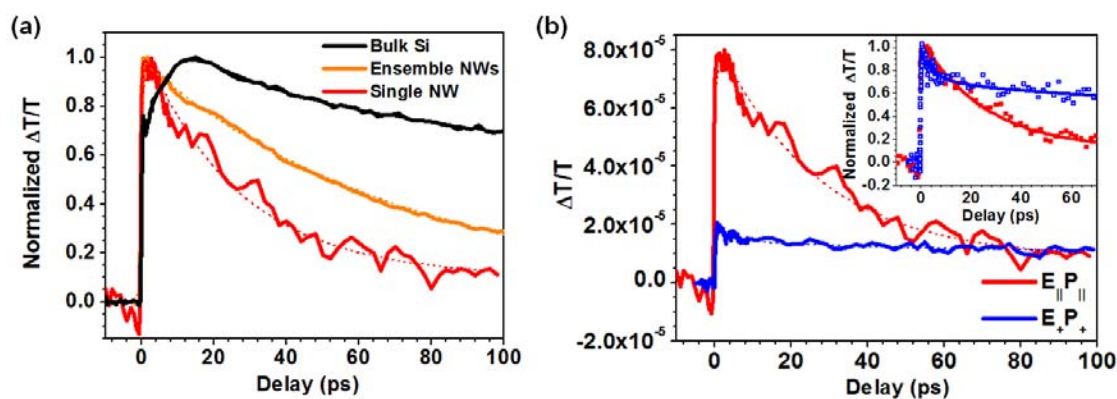 (a)
Normalized ΔT/T
1.0
0.8
0.6
0.4
0.2
0.0
Bulk Si
Ensemble NWs
Single NW
0 20 40 60 80 100
Delay (ps)
(b)
ΔT/T
8.0x10⁻⁵
6.0x10⁻⁵
4.0x10⁻⁵
2.0x10⁻⁵
0.0
-2.0x10⁻⁵
Normalized ΔT/T
1.0
0.8
0.6
0.4
0.2
0.0
-0.2
0 10 20 30 40 50 60
Delay (ps)
E||P||
E+P+
0 20 40 60 80 100
Delay (ps)